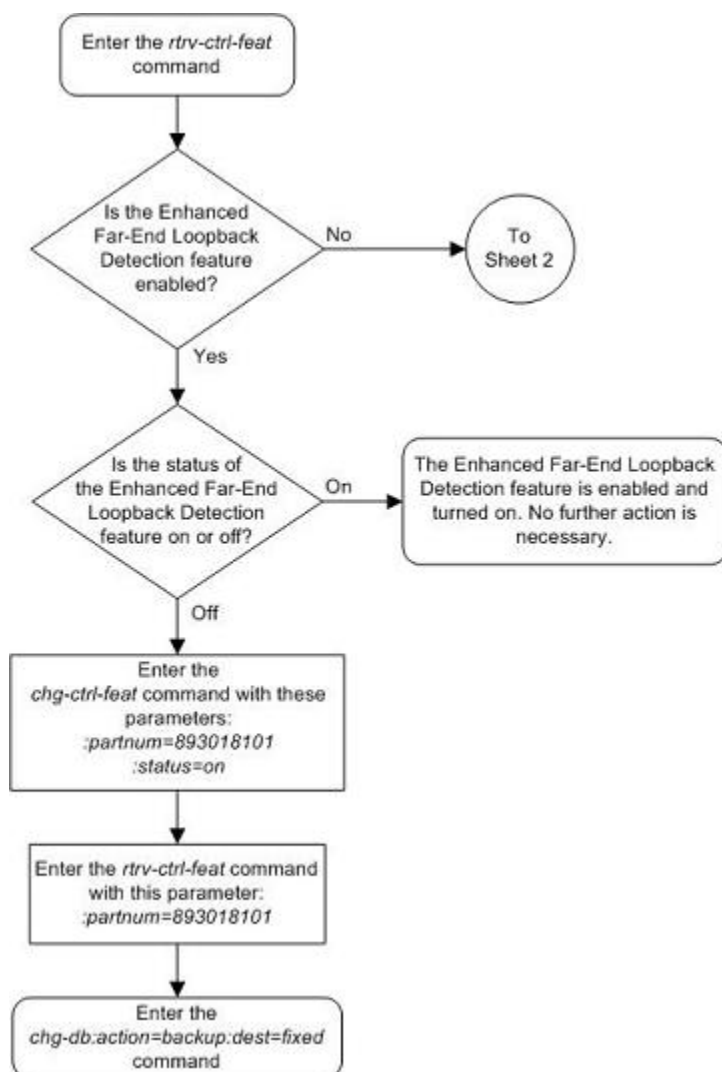 Enter the rtrv-ctrl-feat
command
Is the Enhanced
Far-End Loopback
Detection feature
enabled?
No
To
Sheet 2
Yes
Is the status of
the Enhanced Far-End
Loopback Detection
feature on or off?
On
The Enhanced Far-End Loopback
Detection feature is enabled and
turned on. No further action is
necessary.
Off
Enter the
chg-ctrl-feat command with these
parameters:
:partnum=893018101
:status=on
Enter the rtrv-ctrl-feat command
with this parameter:
:partnum=893018101
Enter the
chg-db:action=backup:dest=fixed
command